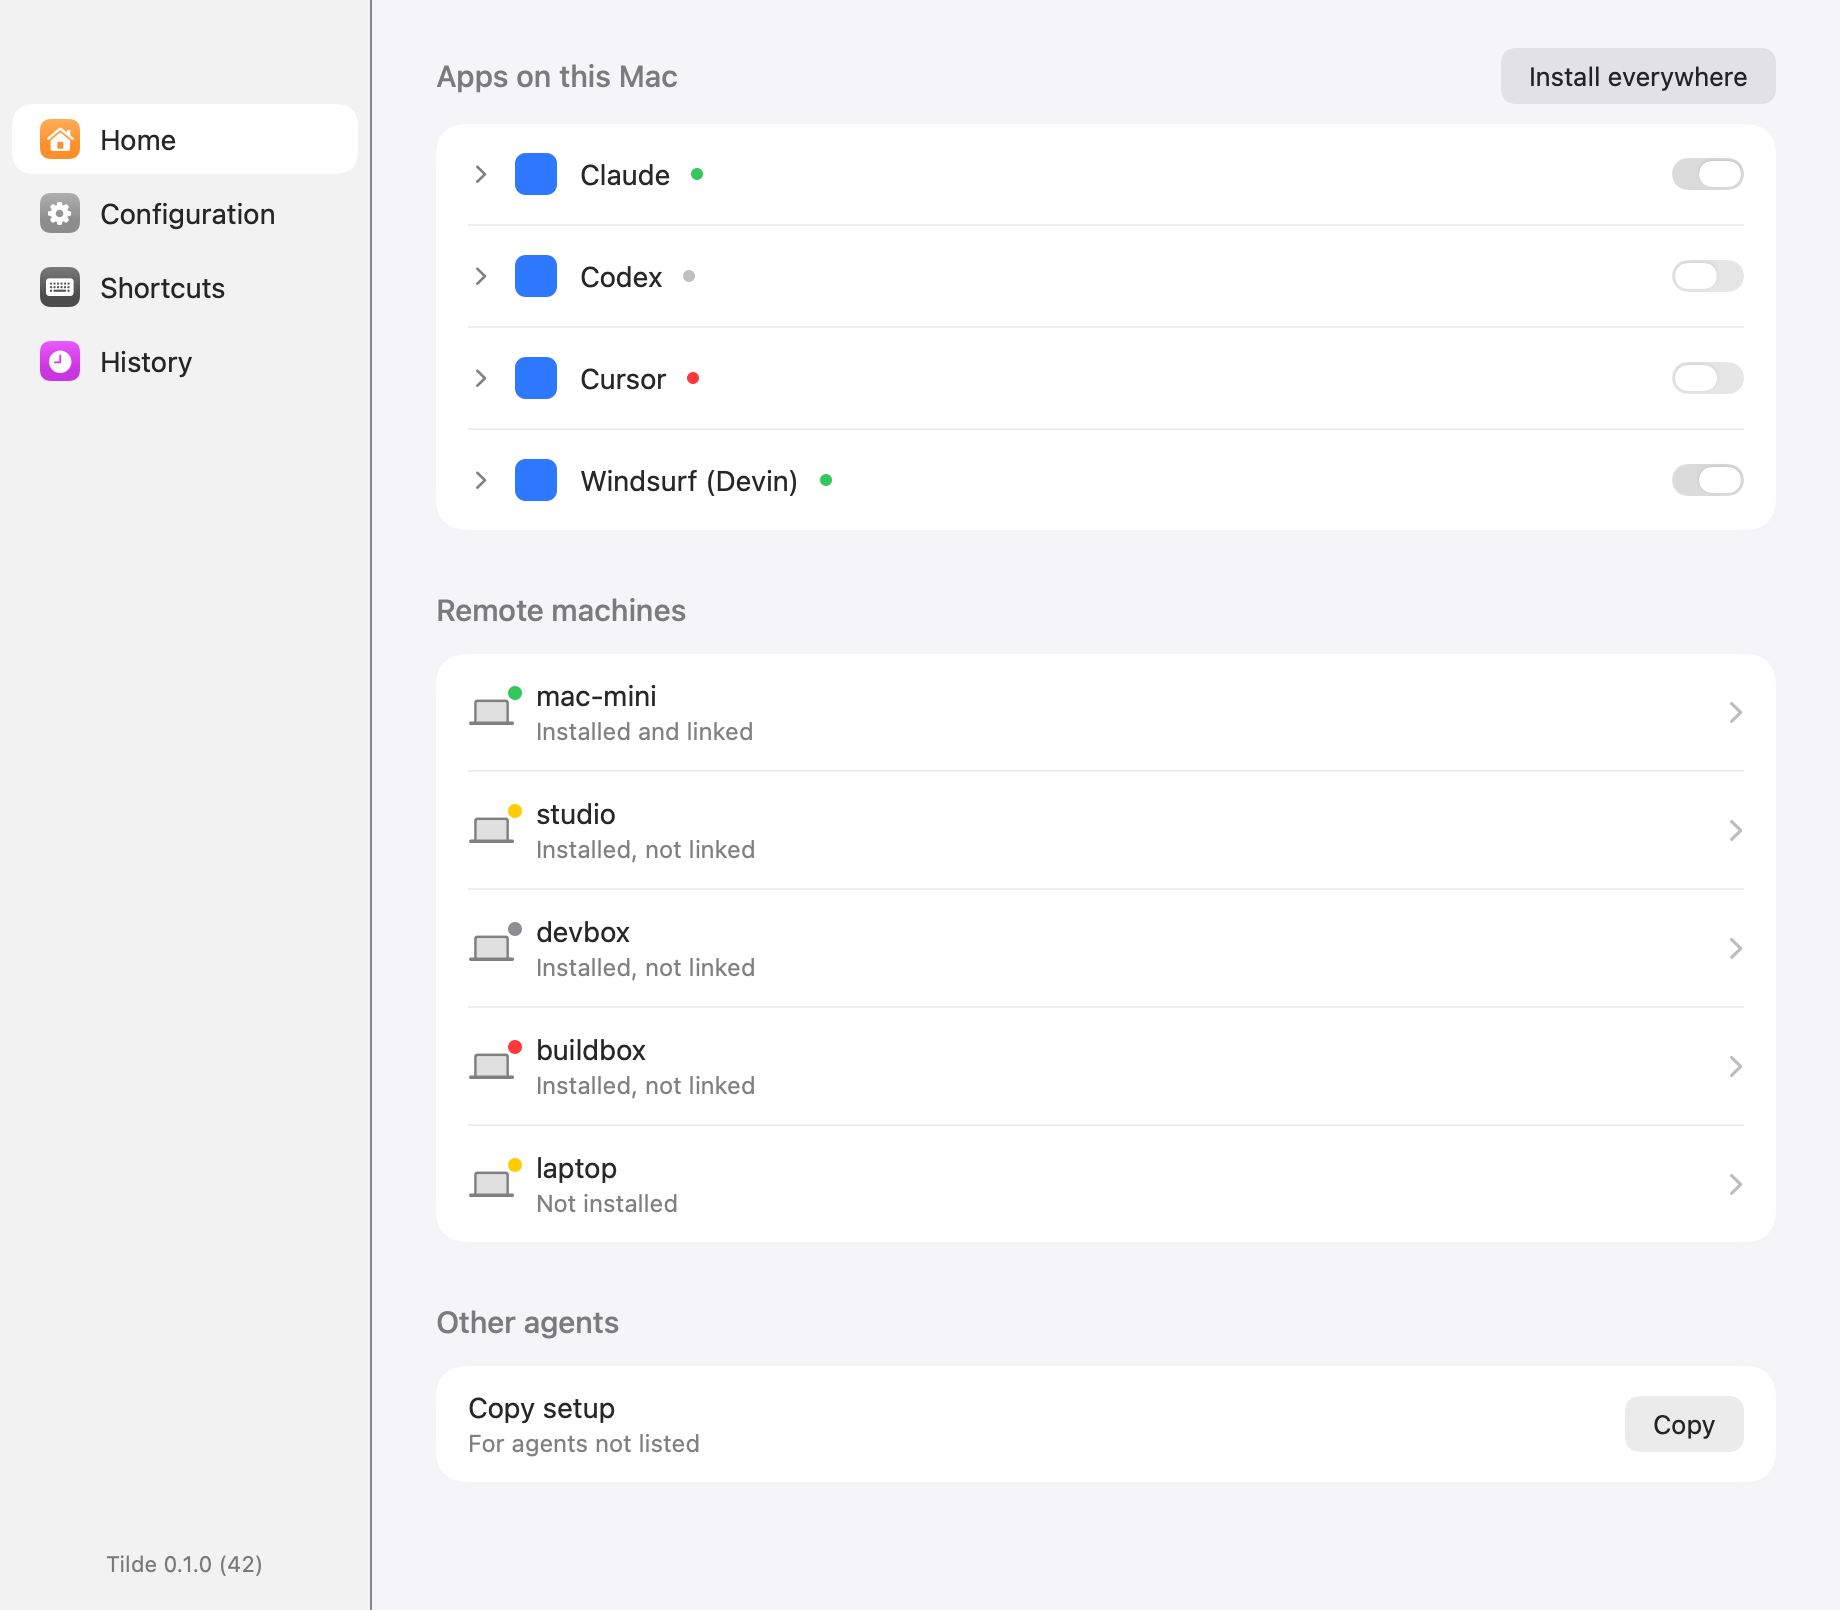 Home
Configuration
Shortcuts
History
Tilde 0.1.0 (42)
Apps on this Mac
Install everywhere
Claude
Codex
Cursor
Windsurf (Devin)
Remote machines
mac-mini
Installed and linked
studio
Installed, not linked
devbox
Installed, not linked
buildbox
Installed, not linked
laptop
Not installed
Other agents
Copy setup
For agents not listed
Copy